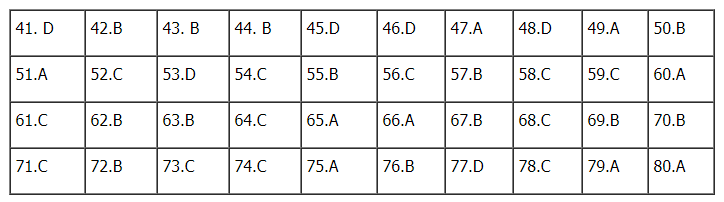 41. D 42.B 43. B 44. B 45.D 46.D 47.A 48.D 49.A 50.B
51.A 52.C 53.D 54.C 55.B 56.C 57.B 58.C 59.C 60.A
61.C 62.B 63.B 64.C 65.A 66.A 67.B 68.C 69.B 70.B
71.C 72.B 73.C 74.C 75.A 76.B 77.D 78.C 79.A 80.A